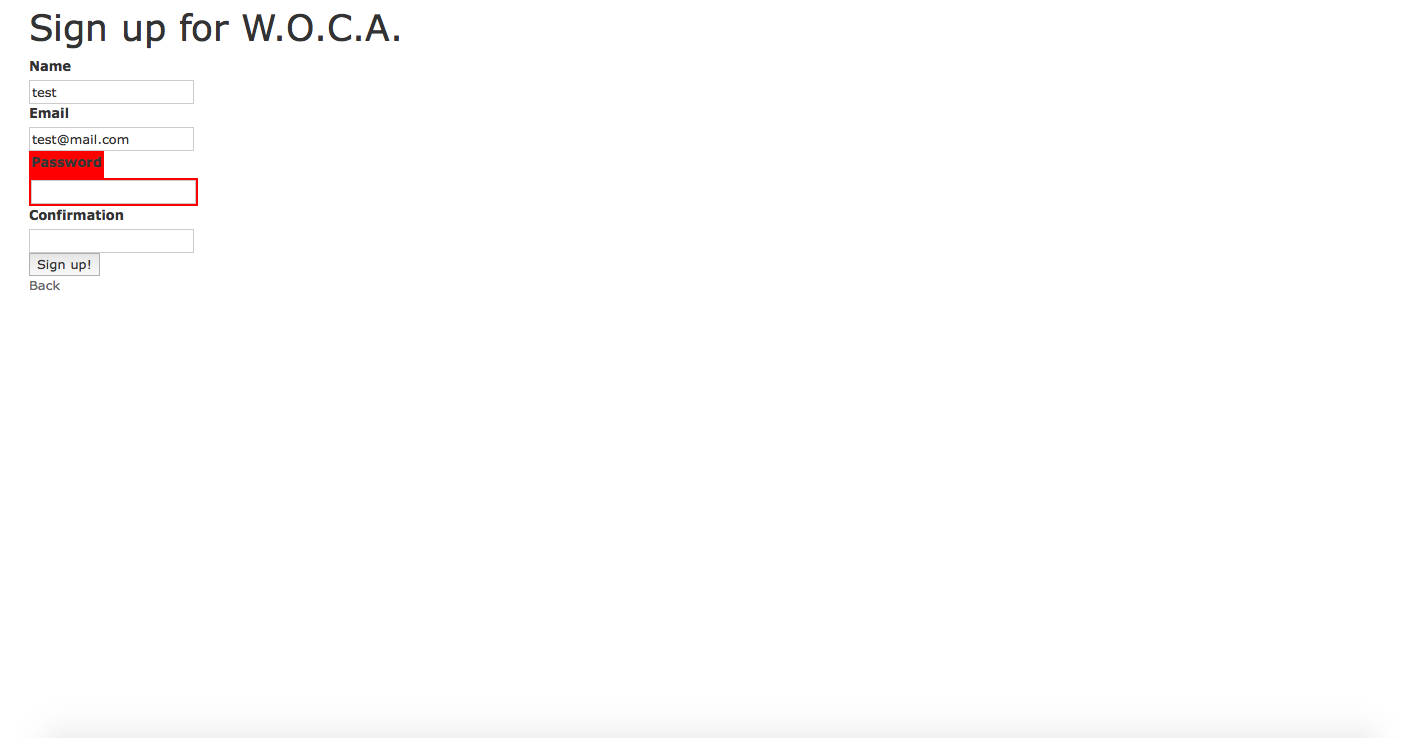 Sign up for W.O.C.A.
Name
test
Email
test@mail.com
Password
Confirmation
Sign up!
Back